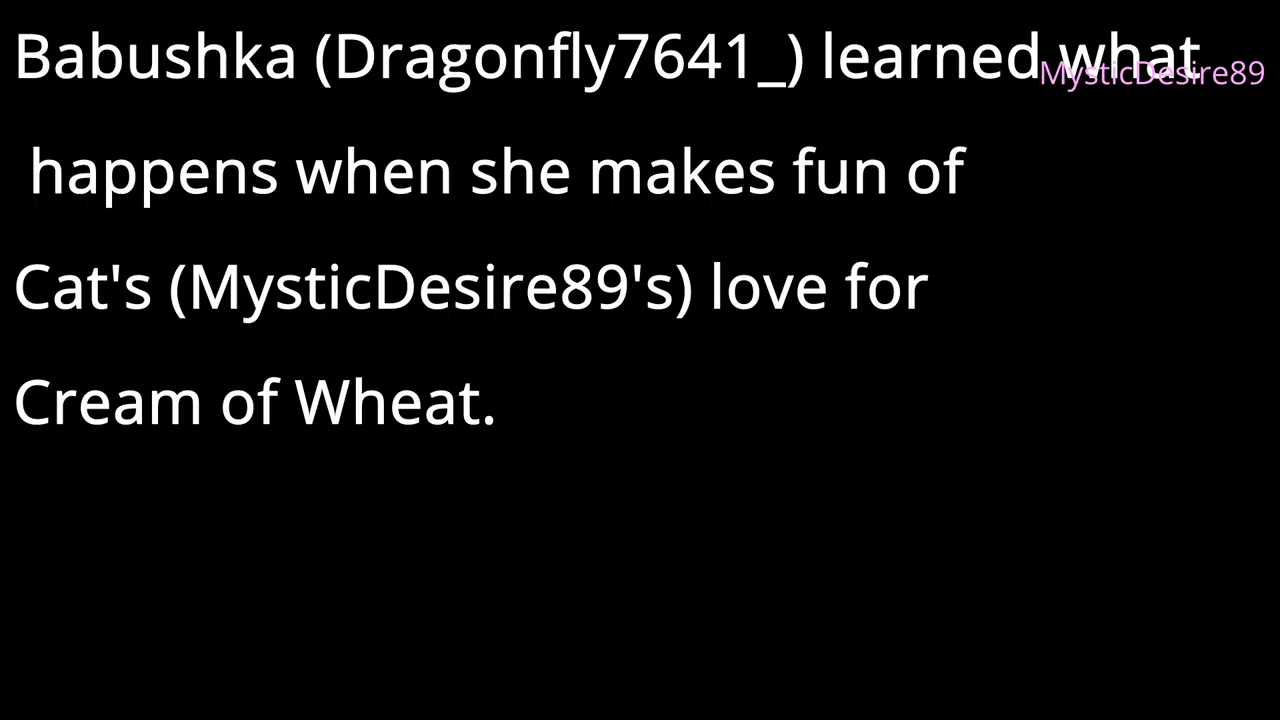 Babushka (Dragonfly7641_) learned what
MysticDesire89
happens when she makes fun of
Cat's (MysticDesire89's) love for
Cream of Wheat.